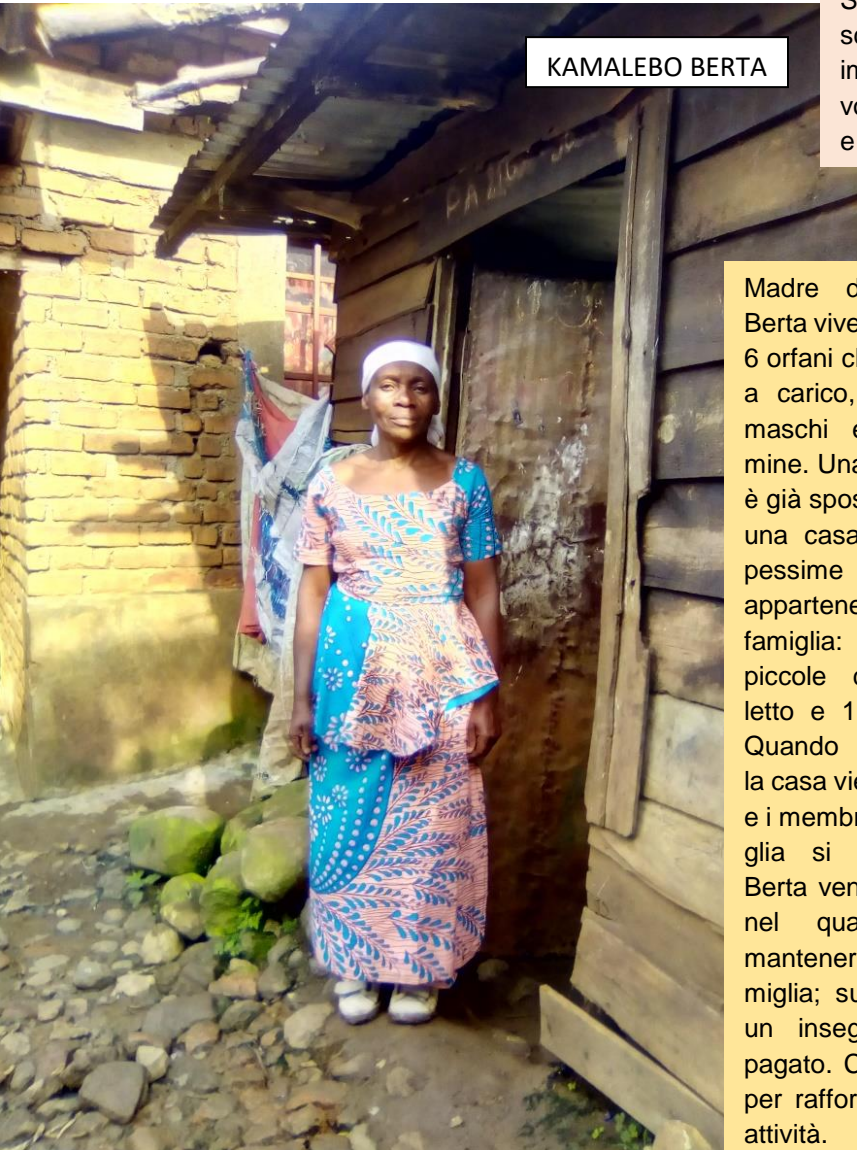 KAMALEBO BERTA
so
in
vo
e
Madre d
Berta vive
6 orfani c
a carico,
maschi e
mine. Una
è già spos
una casa
pessime
appartene
famiglia:
piccole
letto e 1
Quando
la casa vie
e i membr
glia si
Berta ven
nel qua
mantener
miglia; su
un inseg
pagato. C
per raffor
attività.